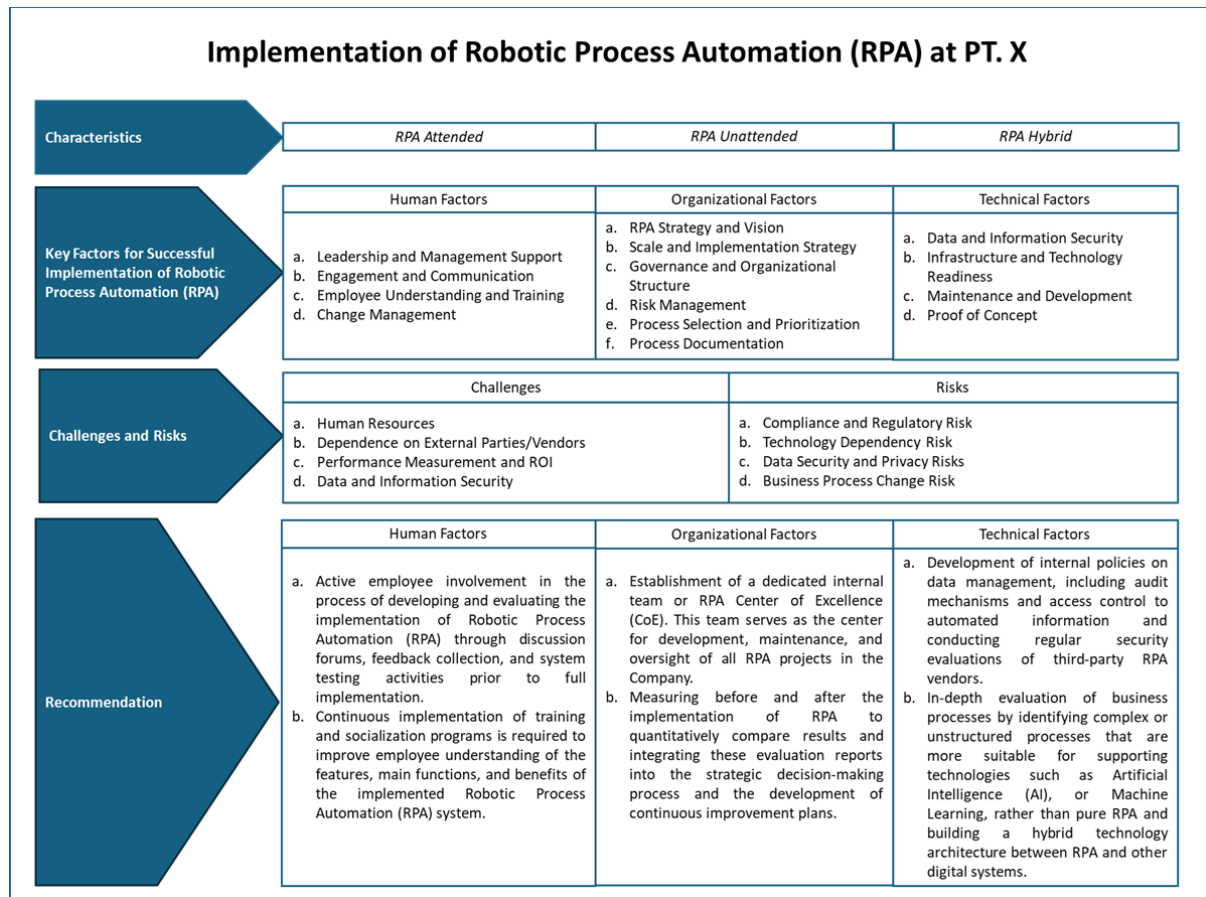 Implementation of Robotic Process Automation (RPA) at PT. X
Characteristics
RPA Attended
RPA Unattended
RPA Hybrid
Key Factors for Successful
Implementation of Robotic
Process Automation (RPA)
Human Factors
a. Leadership and Management Support
b. Engagement and Communication
c. Employee Understanding and Training
d. Change Management
Organizational Factors
a. RPA Strategy and Vision
b. Scale and Implementation Strategy
c. Governance and Organizational
Structure
d. Risk Management
e. Process Selection and Prioritization
f. Process Documentation
Technical Factors
a. Data and Information Security
b. Infrastructure and Technology
Readiness
c. Maintenance and Development
d. Proof of Concept
Challenges and Risks
Challenges
a. Human Resources
b. Dependence on External Parties/Vendors
c. Performance Measurement and ROI
d. Data and Information Security
Risks
a. Compliance and Regulatory Risk
b. Technology Dependency Risk
c. Data Security and Privacy Risks
d. Business Process Change Risk
Recommendation
Human Factors
a. Active employee involvement in the
process of developing and evaluating the
implementation of Robotic Process
Automation (RPA) through discussion
forums, feedback collection, and system
testing activities prior to full
implementation.
b. Continuous implementation of training
and socialization programs is required to
improve employee understanding of the
features, main functions, and benefits of
the implemented Robotic Process
Automation (RPA) system.
Organizational Factors
a. Establishment of a dedicated internal
team or RPA Center of Excellence
(CoE). This team serves as the center
for development, maintenance, and
oversight of all RPA projects in the
Company.
b. Measuring before and after the
implementation of RPA to
quantitatively compare results and
integrating these evaluation reports
into the strategic decision-making
process and the development of
continuous improvement plans.
Technical Factors
a. Development of internal policies on
data management, including audit
mechanisms and access control to
automated information and
conducting regular security
evaluations of third-party RPA
vendors.
b. In-depth evaluation of business
processes by identifying complex or
unstructured processes that are
more suitable for supporting
technologies such as Artificial
Intelligence (AI), or Machine
Learning, rather than pure RPA and
building a hybrid technology
architecture between RPA and other
digital systems.